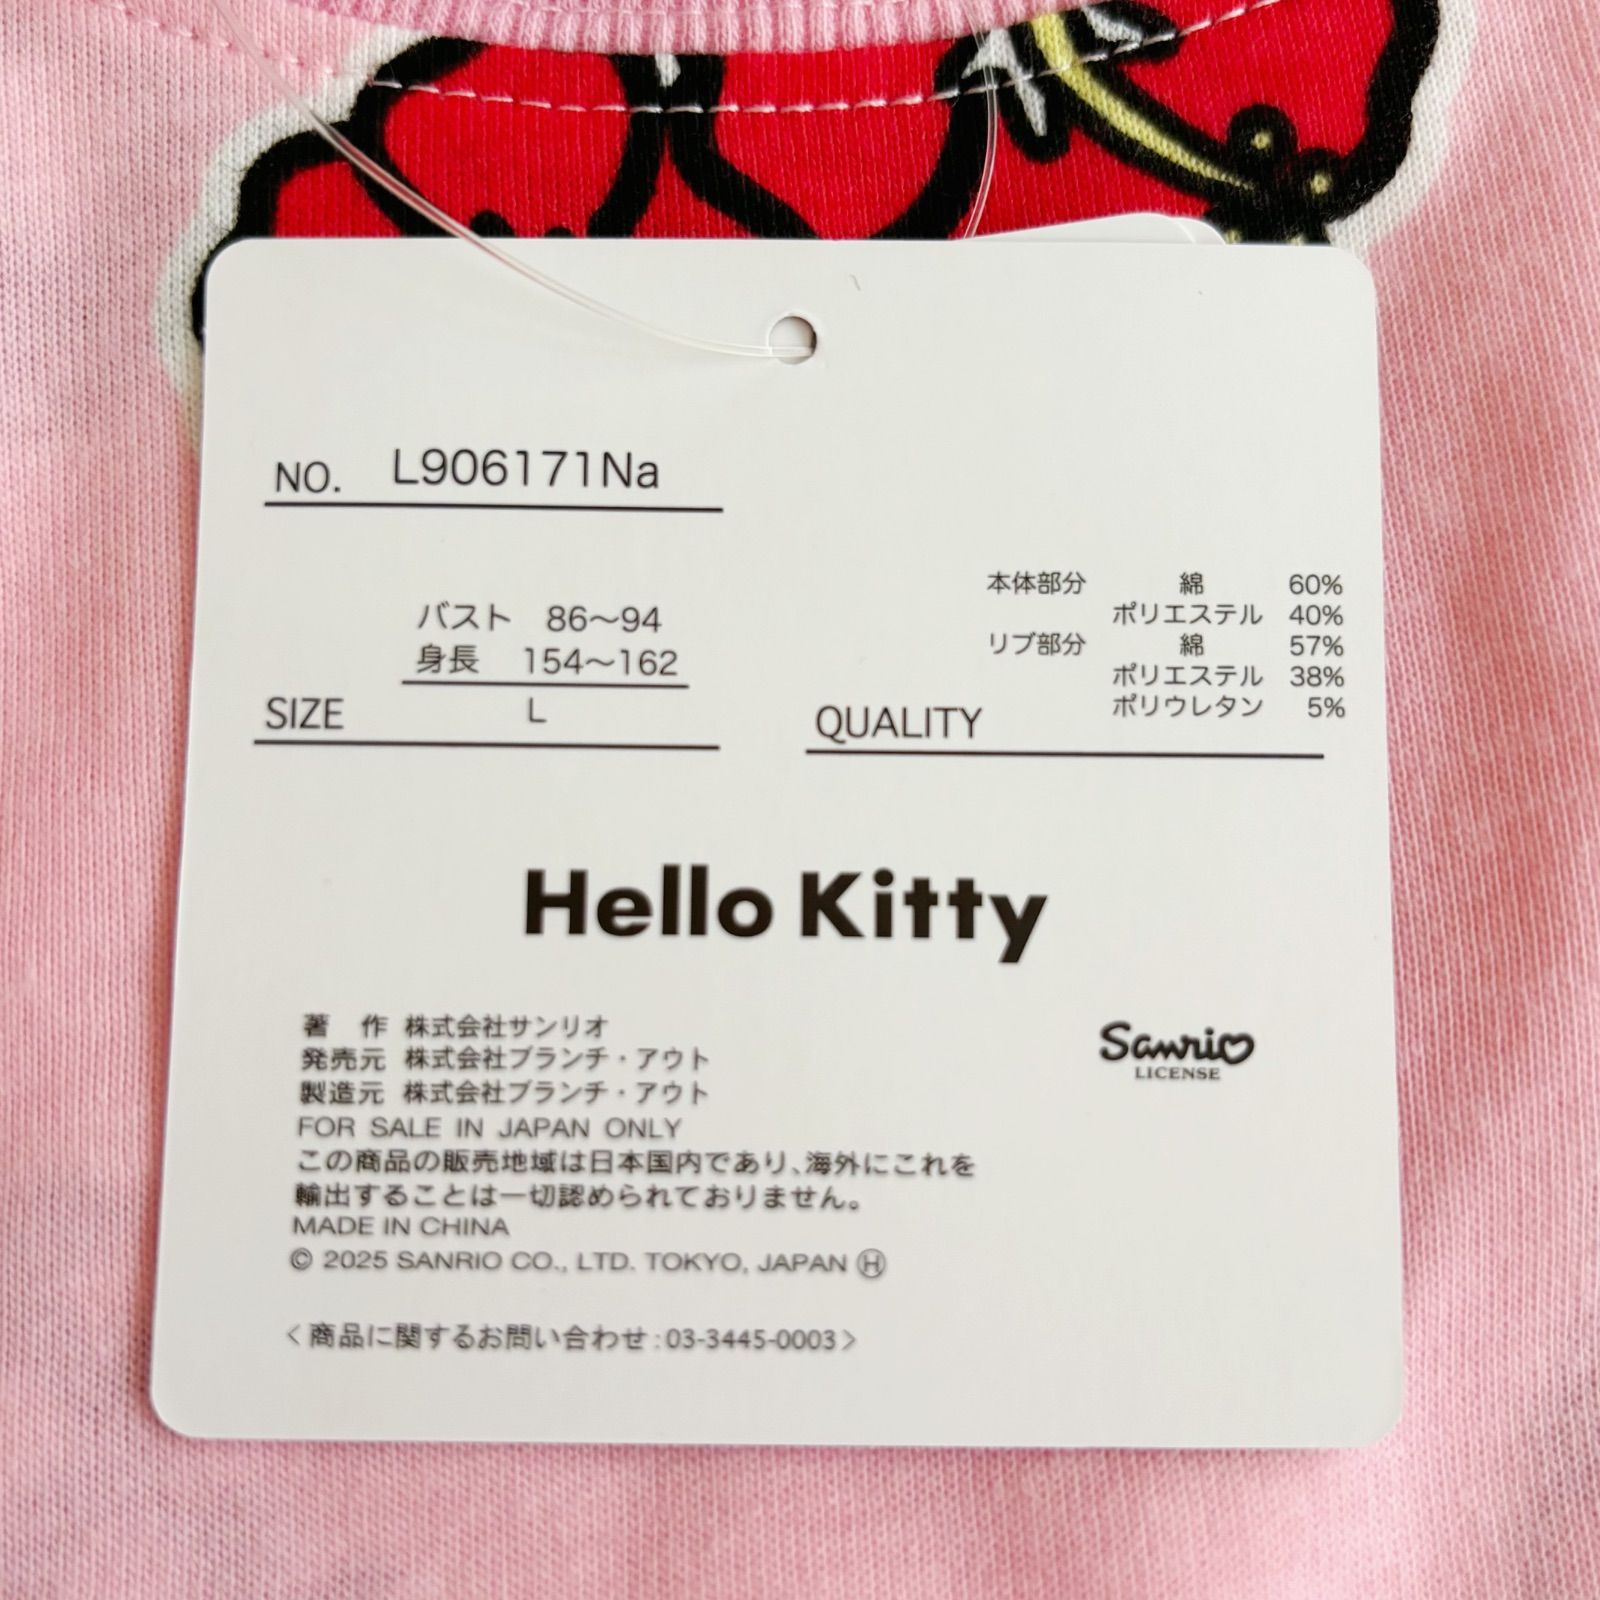 NO. L906171Na
バスト 86〜94
身長 154〜162
SIZE L
本体部分 綿 60%
ポリエステル 40%
リブ部分 綿 57%
ポリエステル 38%
ポリウレタン 5%
QUALITY
Hello Kitty
著 作 株式会社サンリオ
発売元 株式会社ブランチ・アウト
製造元 株式会社ブランチ・アウト
FOR SALE IN JAPAN ONLY
この商品の販売地域は日本国内であり、海外にこれを
輸出することは一切認められておりません。
MADE IN CHINA
© 2025 SANRIO CO., LTD. TOKYO, JAPAN Ⓗ
〈商品に関するお問い合わせ:03-3445-0003〉
Sanrio
LICENSE